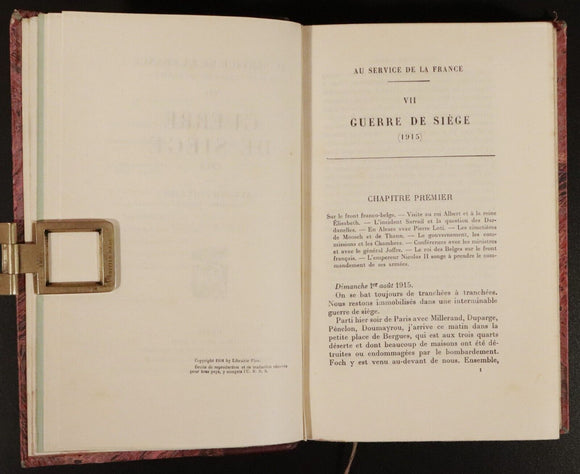 Copyright by Librairie Plon.
Droits de reproduction et de traduction réservés
pour tous pays, y compris l'U. R. S. S.
AU SERVICE DE LA FRANCE
VII
GUERRE DE SIÈGE
(1915)
CHAPITRE PREMIER
Sur le front franco-belge. — Visite au roi Albert et à la reine
Élisabeth. — L'incident Sarrail et la question des Dar-
danelles. — En Alsace avec Pierre Loti. — Les cimetières
de Moosch et de Thann. — Le gouvernement, les com-
missions et les Chambres. — Conférences avec les ministres
et avec le général Joffre. — Le roi des Belges sur le front
français. — L'empereur Nicolas II songe à prendre le com-
mandement de ses armées.
Dimanche 1er août 1915.
On se bat toujours de tranchées à tranchées.
Nous restons immobilisés dans une interminable
guerre de siège.
Parti hier soir de Paris avec Millerand, Duparge,
Pénelon, Doumayrou, j'arrive ce matin dans la
petite place de Bergues, qui est aux trois quarts
déserte et dont beaucoup de maisons ont été dé-
truites ou endommagées par le bombardement.
Foch y est venu au-devant de nous. Ensemble,
1